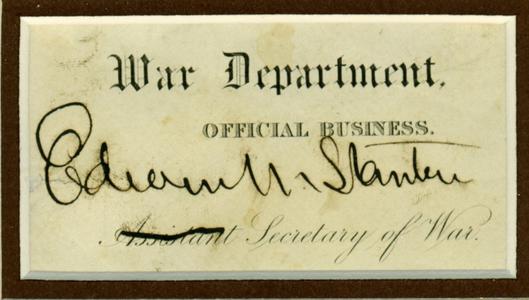 War Department.
OFFICIAL BUSINESS.
Edwin M. Stanton
Assistant Secretary of War.